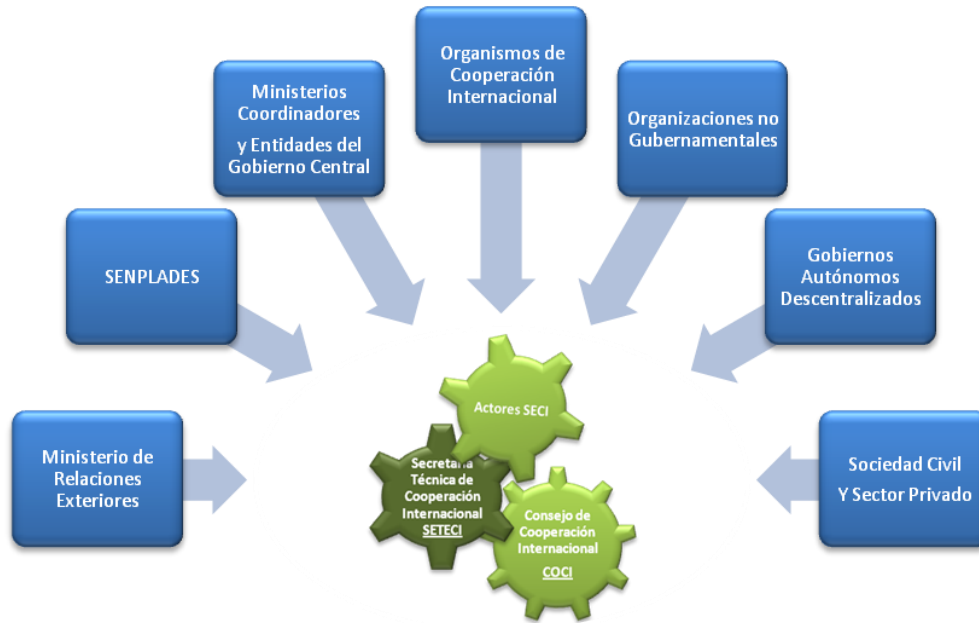 Organismos de
Cooperación
Internacional
Ministerios
Coordinadores
y Entidades del
Gobierno Central
Organizaciones no
Gubernamentales
SENPLADES
Gobiernos
Autónomos
Descentralizados
Ministerio de
Relaciones
Exteriores
Sociedad Civil
Y Sector Privado
Actores SECI
Secretaria
Técnica de
Cooperación
Internacional
SETECI
Consejo de
Cooperación
Internacional
COCI